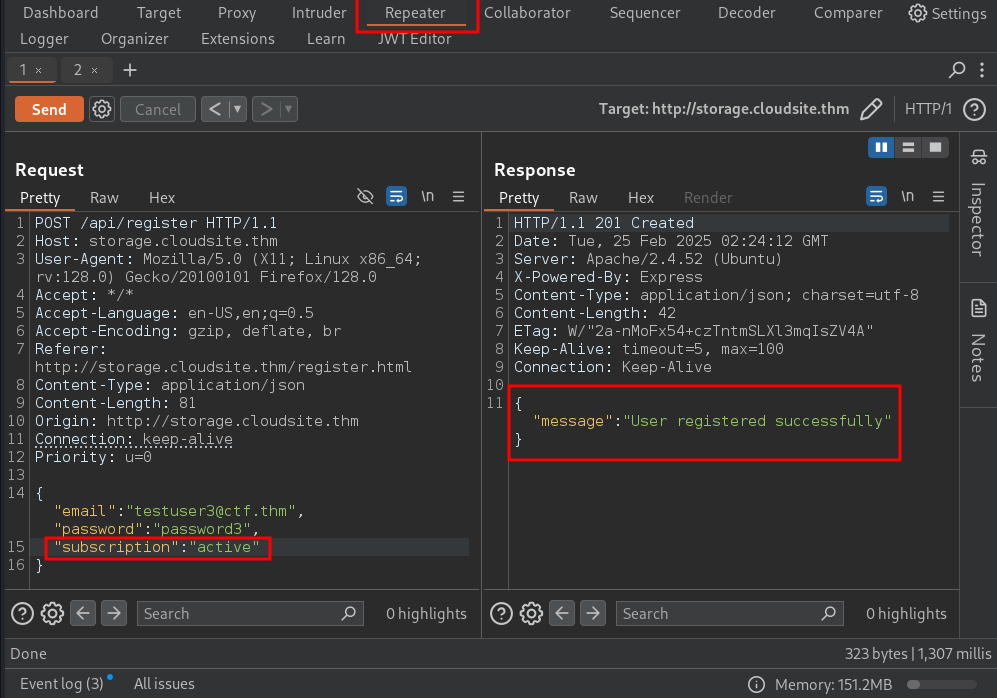 Dashboard Target Proxy Intruder Repeater Collaborator Sequencer Decoder Comparer Settings
Logger Organizer Extensions Learn JWT Editor
1 × 2 × +
Send Cancel < > Target: http://storage.cloudsite.thm HTTP/1 ?
Request
Pretty Raw Hex \n
1 POST /api/register HTTP/1.1
2 Host: storage.cloudsite.thm
3 User-Agent: Mozilla/5.0 (X11; Linux x86_64;
rv:128.0) Gecko/20100101 Firefox/128.0
4 Accept: */*
5 Accept-Language: en-US,en;q=0.5
6 Accept-Encoding: gzip, deflate, br
7 Referer:
http://storage.cloudsite.thm/register.html
8 Content-Type: application/json
9 Content-Length: 81
10 Origin: http://storage.cloudsite.thm
11 Connection: keep-alive
12 Priority: u=0
13
14 {
"email":"testuser3@ctf.thm",
"password":"password3",
15 "subscription":"active"
16 }
? Search 0 highlights
Response
Pretty Raw Hex Render \n
1 HTTP/1.1 201 Created
2 Date: Tue, 25 Feb 2025 02:24:12 GMT
3 Server: Apache/2.4.52 (Ubuntu)
4 X-Powered-By: Express
5 Content-Type: application/json; charset=utf-8
6 Content-Length: 42
7 ETag: W/"2a-nMoFx54+czTntmSLXl3mqIsZV4A"
8 Keep-Alive: timeout=5, max=100
9 Connection: Keep-Alive
10
11 {
"message":"User registered successfully"
}
? Search 0 highlights
Inspector
Notes
Done 323 bytes | 1,307 millis
Event log (3) All issues Memory: 151.2MB